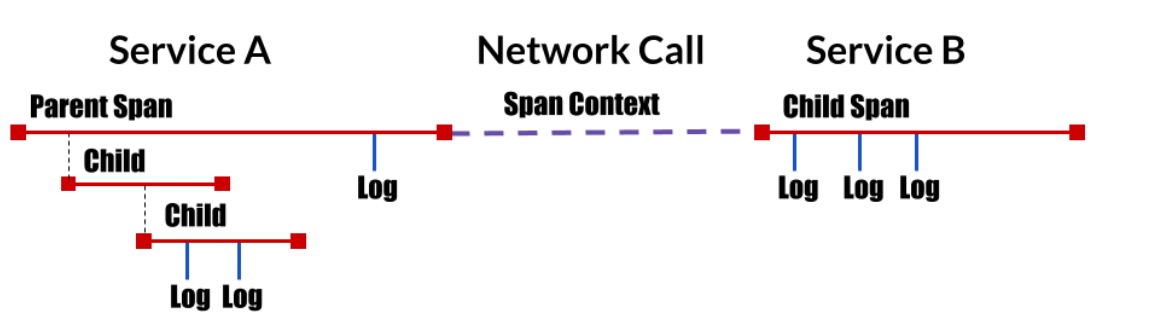 Service A
Network Call
Service B
Parent Span
Span Context
Child Span
Child
Log
Log
Log
Log
Child
Log
Log